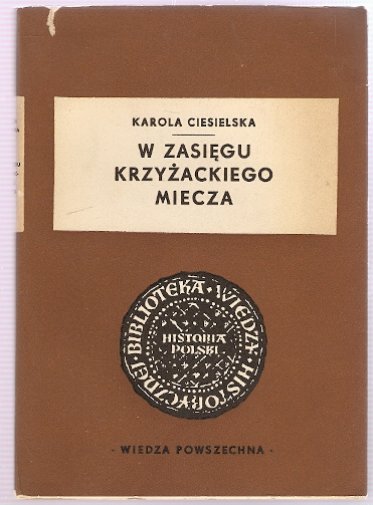 KAROLA CIESIELSKA
W ZASIĘGU
KRZYŻACKIEGO
MIECZA
BIBLIOTEKA · WIEDZY · HISTORYCZNEJ ·
HISTORIA
POLSKI
- WIEDZA POWSZECHNA -